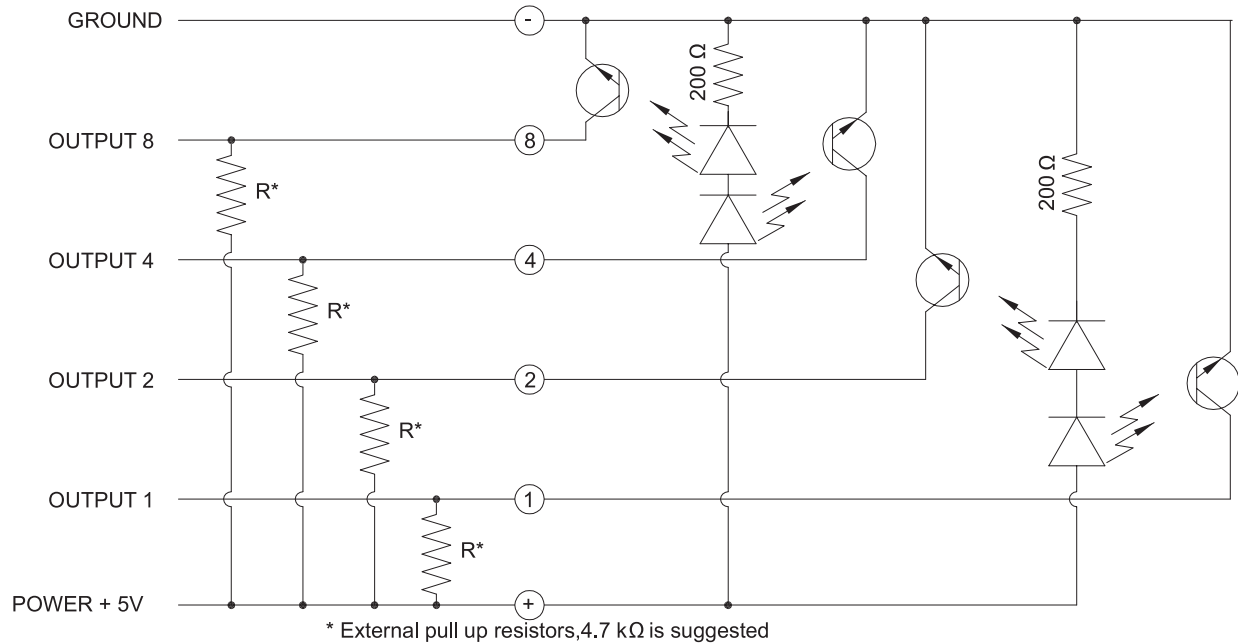 GROUND
-
200 Ω
OUTPUT 8
8
R*
200 Ω
OUTPUT 4
4
R*
OUTPUT 2
2
R*
OUTPUT 1
1
R*
POWER + 5V
+
* External pull up resistors,4.7 kΩ is suggested